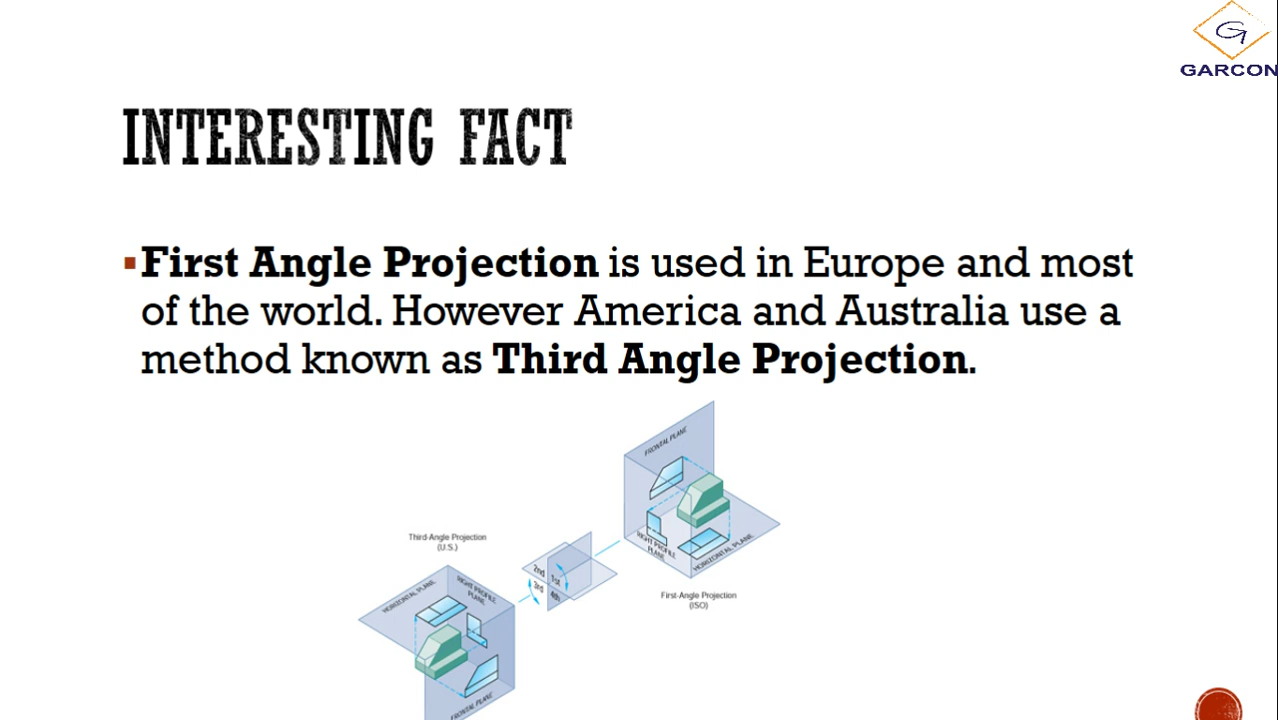 G
GARCON
INTERESTING FACT
▪First Angle Projection is used in Europe and most
of the world. However America and Australia use a
method known as Third Angle Projection.
FRONTAL PLANE
RIGHT PROFILE
PLANE
HORIZONTAL PLANE
First-Angle Projection
(ISO)
2nd
1st
3rd
4th
Third-Angle Projection
(U.S.)
HORIZONTAL PLANE
RIGHT PROFILE
PLANE
FRONTAL PLANE